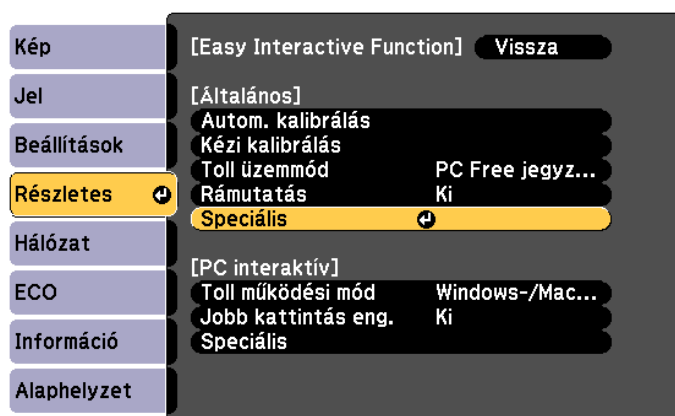 Kép
Jel
Beállítások
Részletes
Hálózat
ECO
Információ
Alaphelyzet
[Easy Interactive Function] Vissza
[Általános]
Autom. kalibrálás
Kézi kalibrálás
Toll üzemmód PC Free jegyz...
Rámutatás Ki
Speciális
[PC interaktív]
Toll működési mód Windows-/Mac...
Jobb kattintás eng. Ki
Speciális